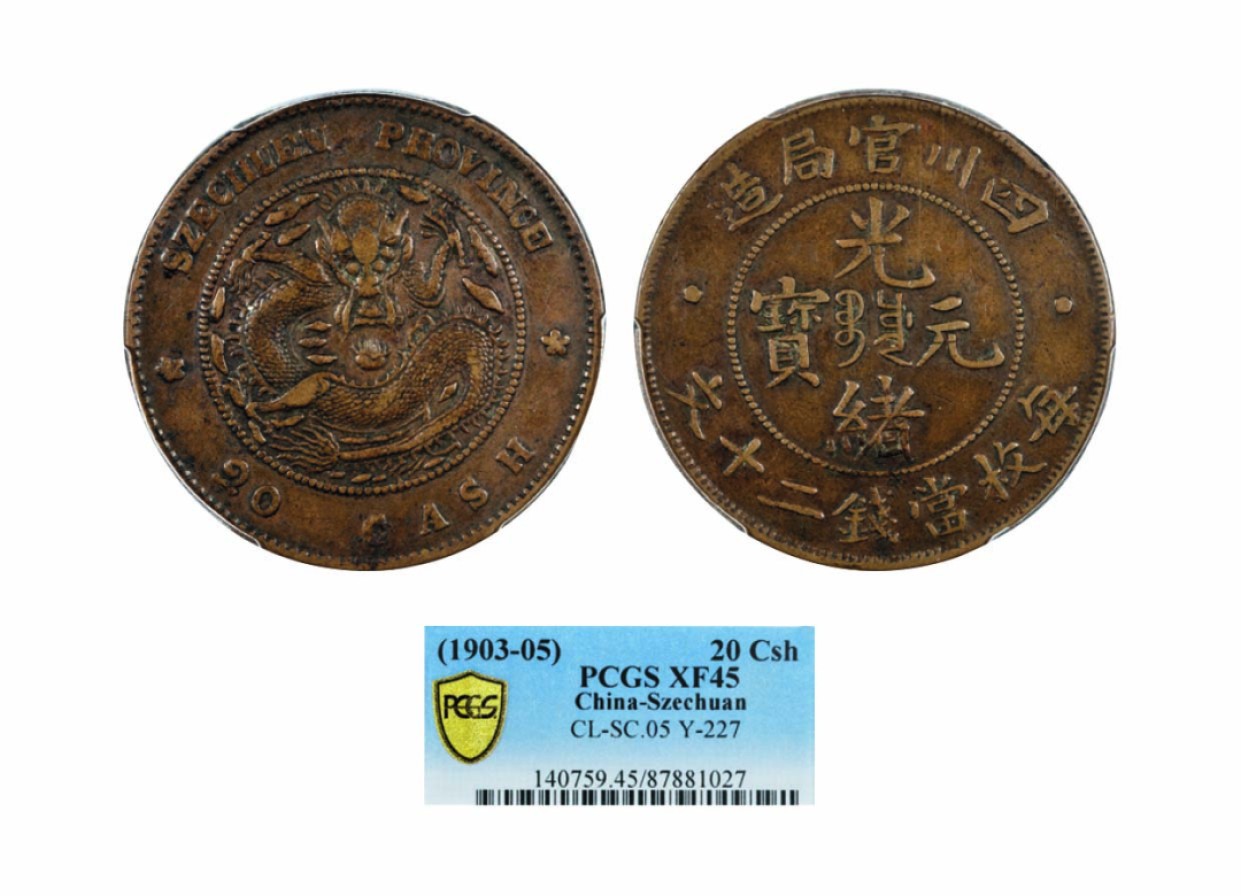 SZECHUEN PROVINCE
20 CASH
四川官局造
光緒元寶
每枚當錢二十文
(1903-05) 20 Csh
PCGS XF45
China-Szechuan
CL-SC.05 Y-227
PCGS
140759.45/87881027